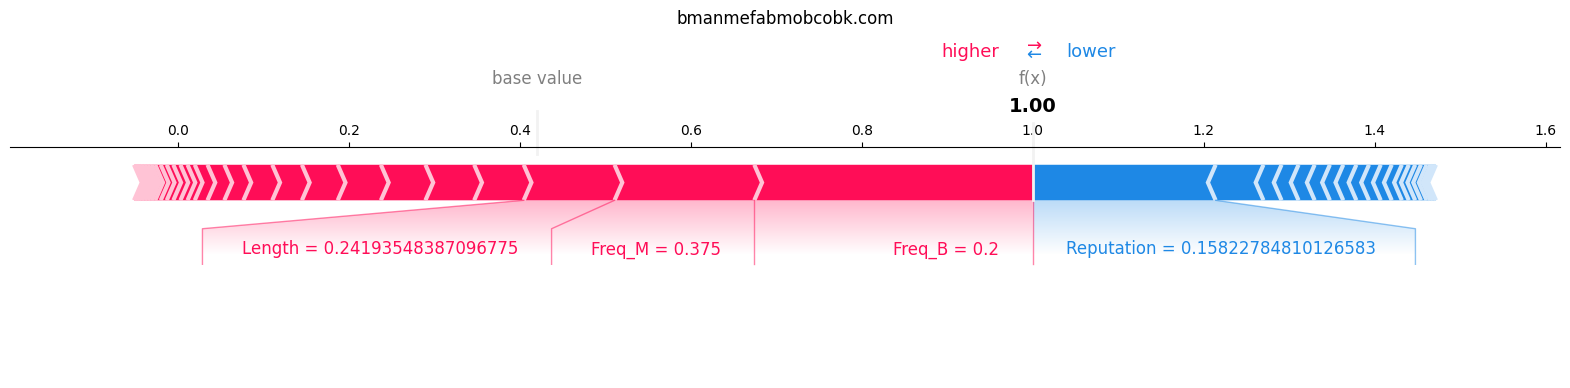 bmanmefabmobcobk.com
higher ⇄ lower
base value f(x)
1.00
0.0 0.2 0.4 0.6 0.8 1.0 1.2 1.4 1.6
Length = 0.24193548387096775 Freq_M = 0.375 Freq_B = 0.2 Reputation = 0.15822784810126583